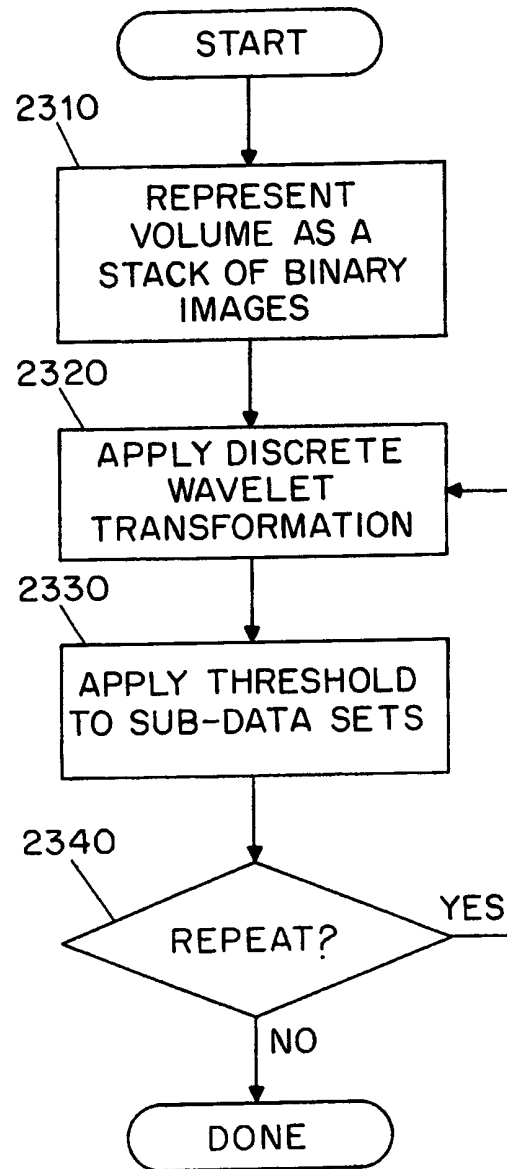 START
2310
REPRESENT
VOLUME AS A
STACK OF BINARY
IMAGES
2320
APPLY DISCRETE
WAVELET
TRANSFORMATION
2330
APPLY THRESHOLD
TO SUB-DATA SETS
2340
REPEAT?
YES
NO
DONE